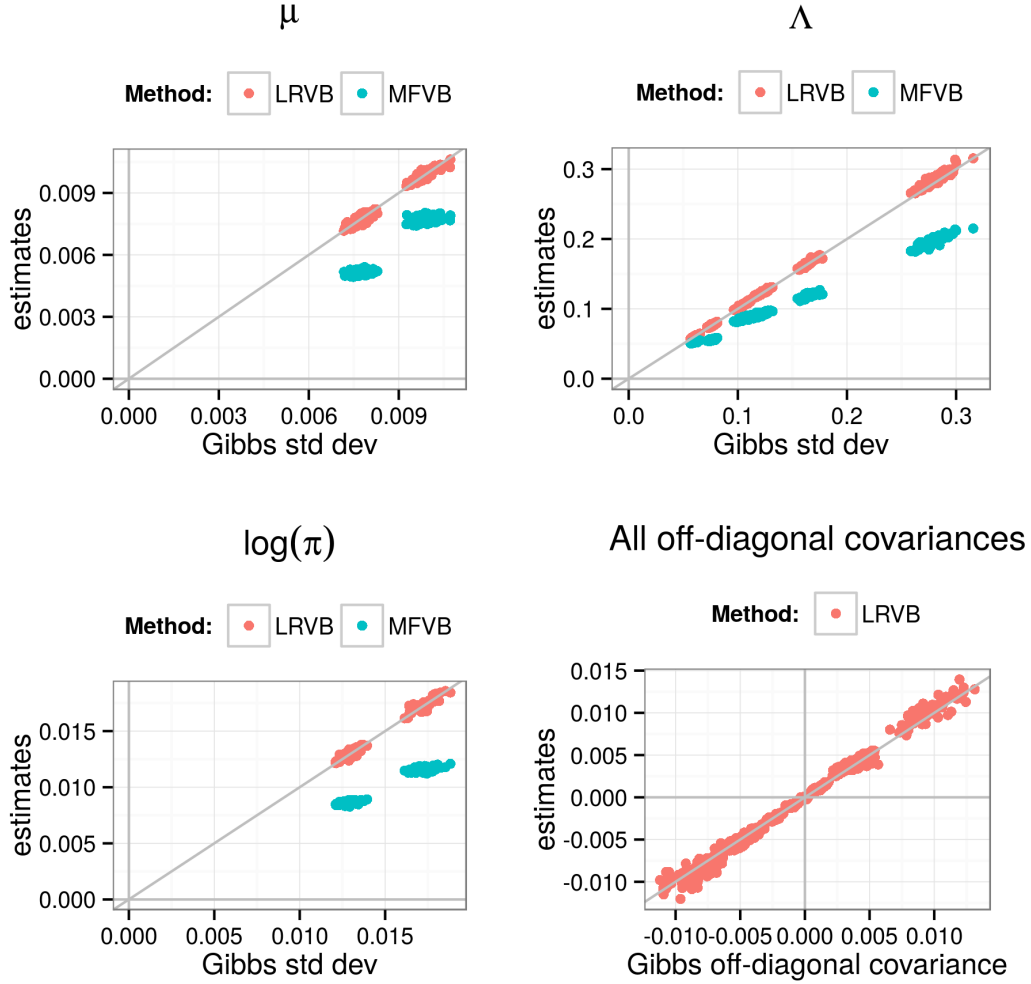 μ
Method: LRVB MFVB
0.009
0.006
0.003
0.000
estimates
0.000 0.003 0.006 0.009
Gibbs std dev
Λ
Method: LRVB MFVB
0.3
0.2
0.1
0.0
estimates
0.0 0.1 0.2 0.3
Gibbs std dev
log(π)
Method: LRVB MFVB
0.015
0.010
0.005
0.000
estimates
0.000 0.005 0.010 0.015
Gibbs std dev
All off-diagonal covariances
Method: LRVB
0.015
0.010
0.005
0.000
-0.005
-0.010
estimates
-0.010 -0.005 0.000 0.005 0.010
Gibbs off-diagonal covariance